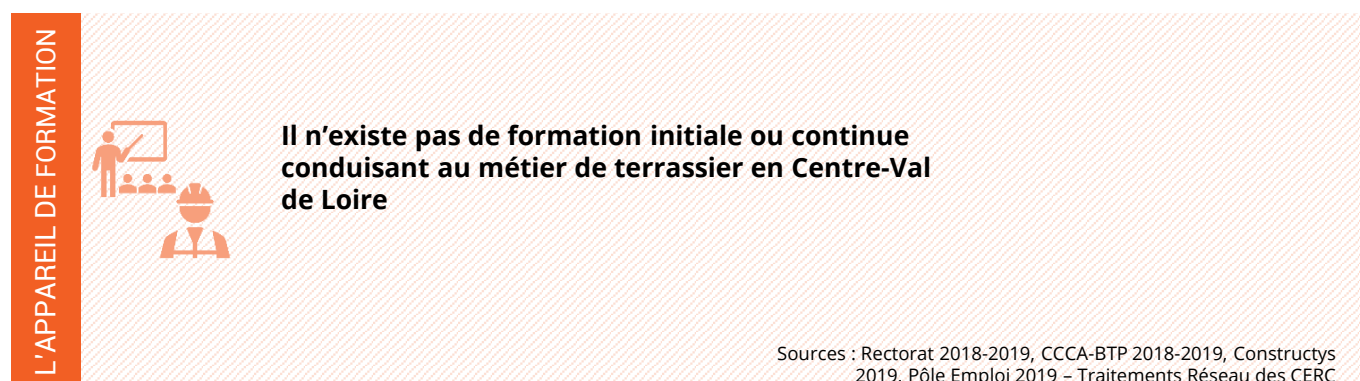 L'APPAREIL DE FORMATION
Il n'existe pas de formation initiale ou continue
conduisant au métier de terrassier en Centre-Val
de Loire
Sources : Rectorat 2018-2019, CCCA-BTP 2018-2019, Constructys
2019, Pôle Emploi 2019 – Traitements Réseau des CERC